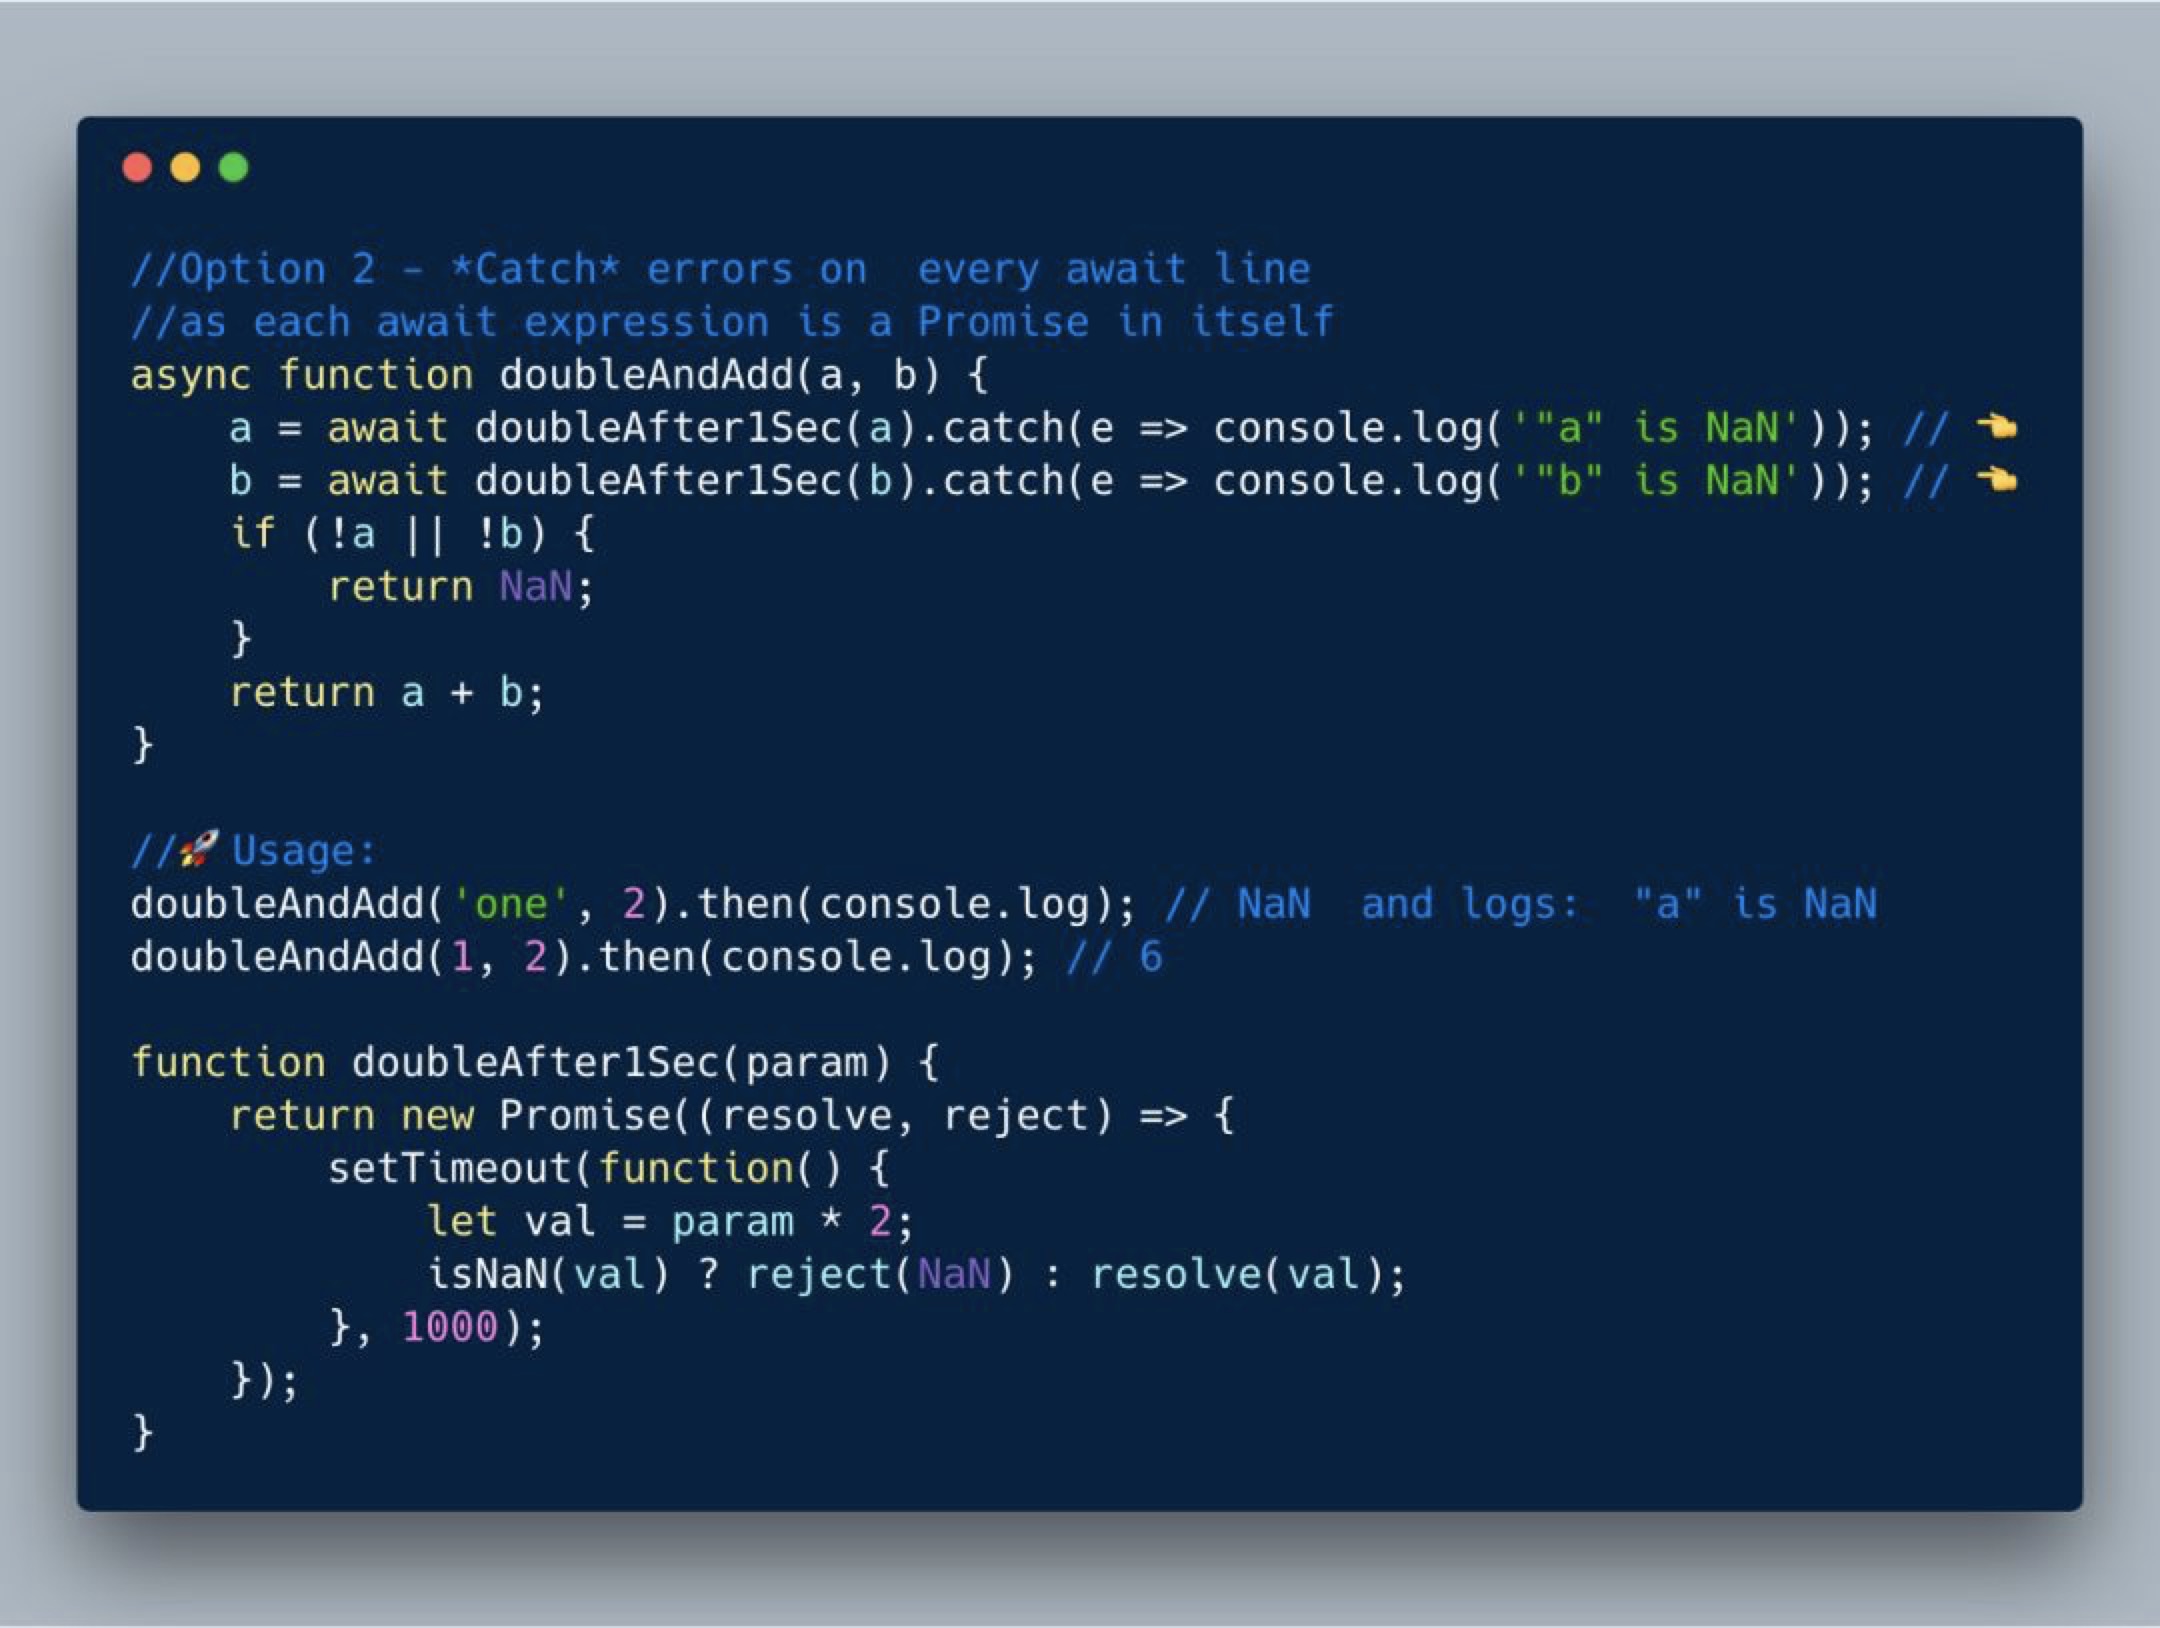 //Option 2 - *Catch* errors on  every await line
//as each await expression is a Promise in itself
async function doubleAndAdd(a, b) {
    a = await doubleAfter1Sec(a).catch(e => console.log('"a" is NaN')); // 👈
    b = await doubleAfter1Sec(b).catch(e => console.log('"b" is NaN')); // 👈
    if (!a || !b) {
        return NaN;
    }
    return a + b;
}

//🚀 Usage:
doubleAndAdd('one', 2).then(console.log); // NaN  and logs:  "a" is NaN
doubleAndAdd(1, 2).then(console.log); // 6

function doubleAfter1Sec(param) {
    return new Promise((resolve, reject) => {
        setTimeout(function() {
            let val = param * 2;
            isNaN(val) ? reject(NaN) : resolve(val);
        }, 1000);
    });
}